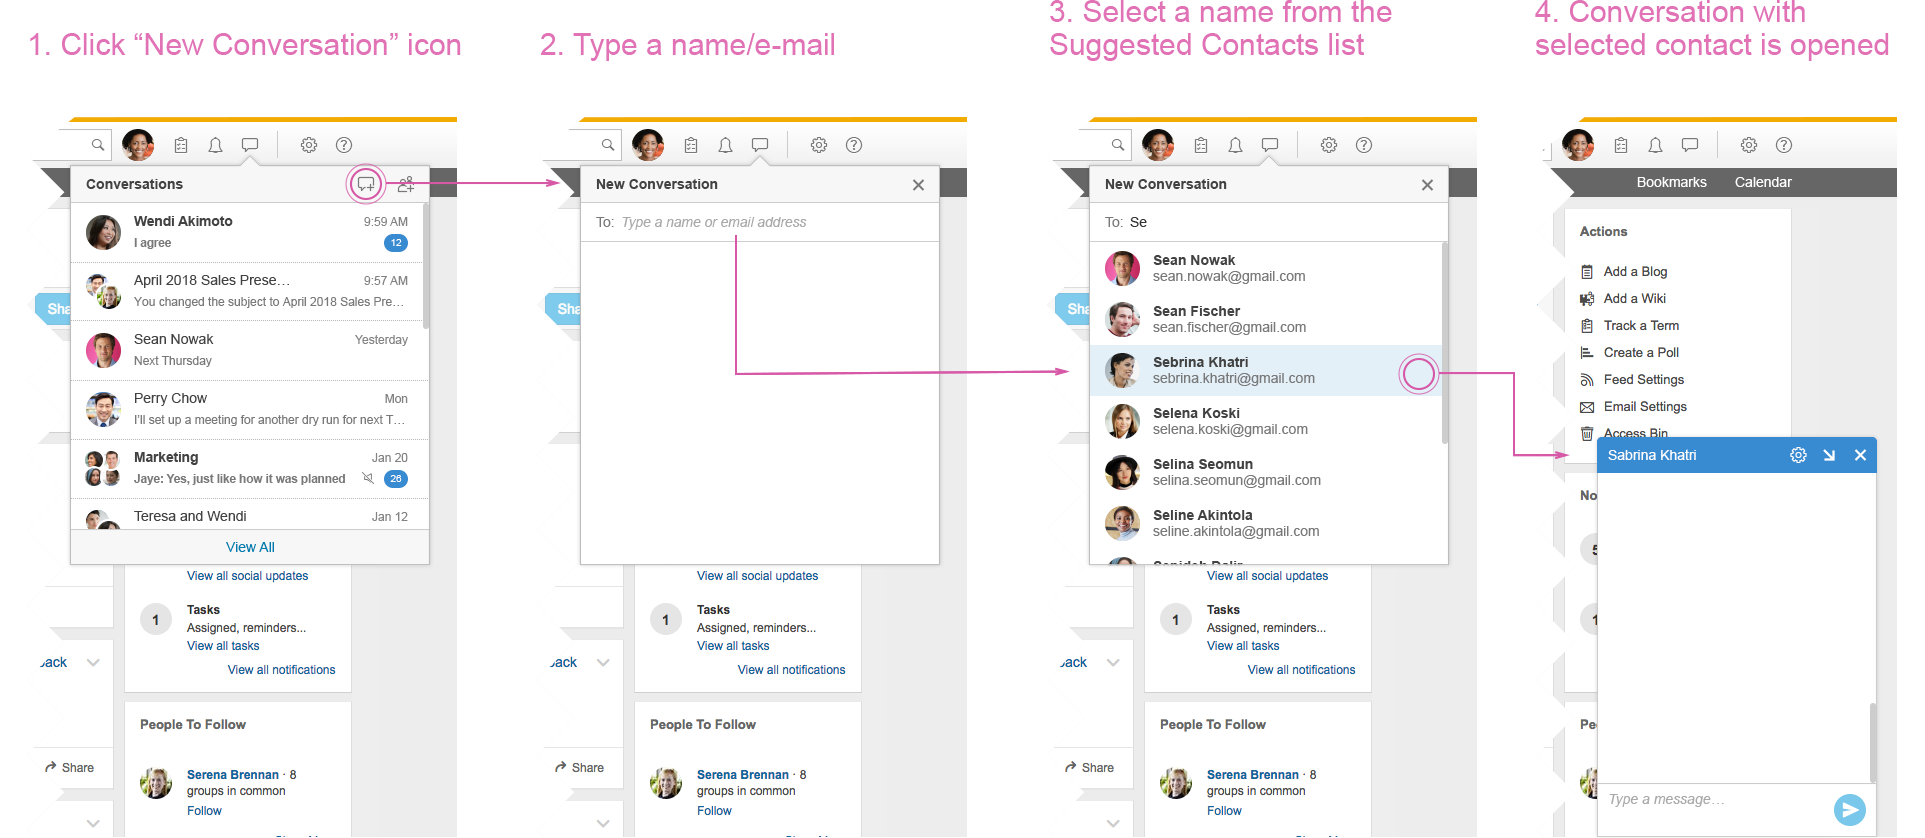 1. Click “New Conversation” icon
2. Type a name/e-mail
3. Select a name from the
Suggested Contacts list
4. Conversation with
selected contact is opened
Conversations
Wendi Akimoto 9:59 AM
I agree 12
April 2018 Sales Prese… 9:57 AM
You changed the subject to April 2018 Sales Pre…
Sean Nowak Yesterday
Next Thursday
Perry Chow Mon
I’ll set up a meeting for another dry run for next T…
Marketing Jan 20
Jaye: Yes, just like how it was planned 26
Teresa and Wendi Jan 12
View All
Sha
View all social updates
1 Tasks
Assigned, reminders...
View all tasks
View all notifications
ack
People To Follow
Share
Serena Brennan · 8
groups in common
Follow
New Conversation
To: Type a name or email address
Sha
View all social updates
1 Tasks
Assigned, reminders...
View all tasks
View all notifications
ack
People To Follow
Share
Serena Brennan · 8
groups in common
Follow
New Conversation
To: Se
Sean Nowak
sean.nowak@gmail.com
Sean Fischer
sean.fischer@gmail.com
Sebrina Khatri
sebrina.khatri@gmail.com
Selena Koski
selena.koski@gmail.com
Selina Seomun
selina.seomun@gmail.com
Seline Akintola
seline.akintola@gmail.com
Sha
View all social updates
1 Tasks
Assigned, reminders...
View all tasks
View all notifications
ack
People To Follow
Share
Serena Brennan · 8
groups in common
Follow
Bookmarks Calendar
Actions
Add a Blog
Add a Wiki
Track a Term
Create a Poll
Feed Settings
Email Settings
Access Bin
Sabrina Khatri
No
5
1
Pe
Type a message…